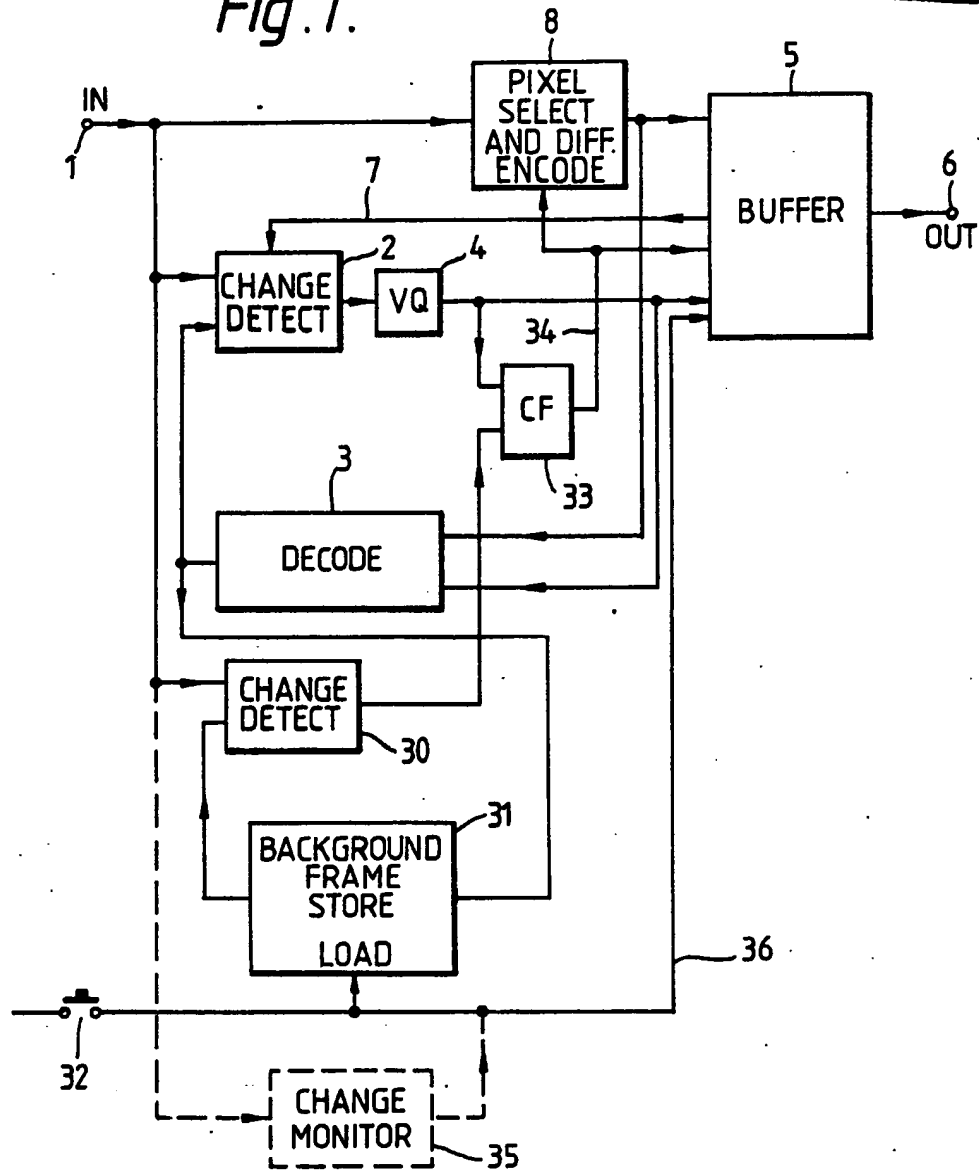 Fig.1.
8
PIXEL
SELECT
AND DIFF.
ENCODE
5
BUFFER
IN
1
7
6
OUT
2
CHANGE
DETECT
4
VQ
34
CF
33
3
DECODE
CHANGE
DETECT
30
31
BACKGROUND
FRAME
STORE
LOAD
36
32
CHANGE
MONITOR
35